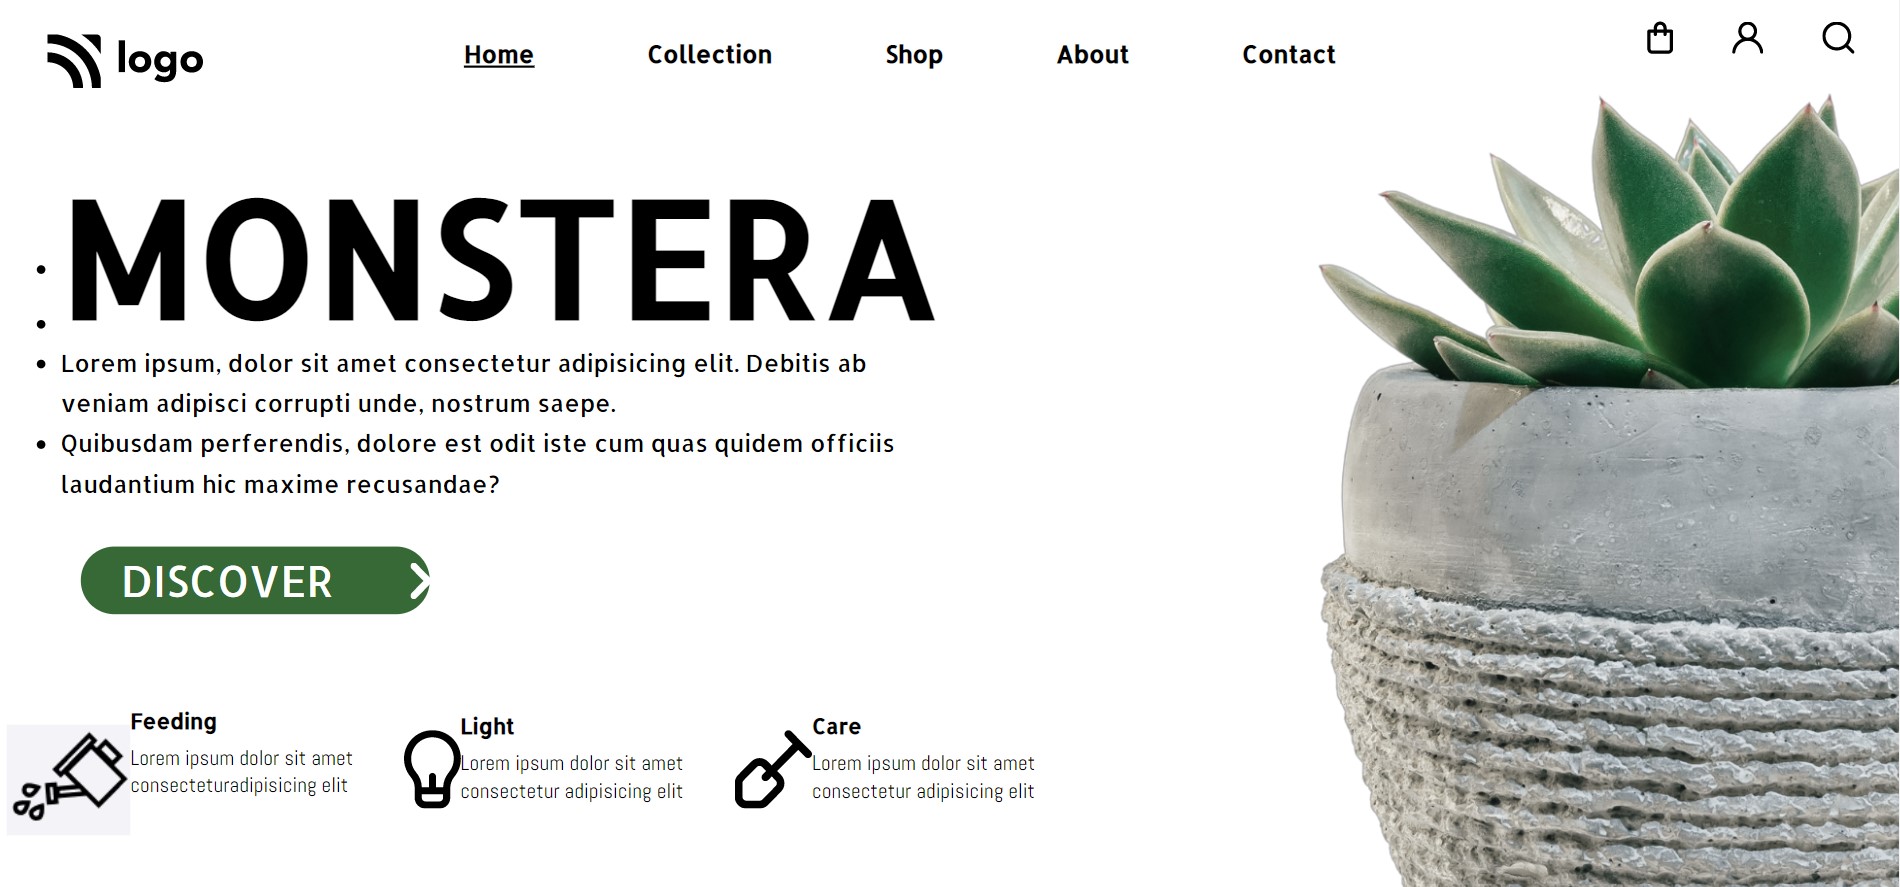 logo
Home Collection Shop About Contact
MONSTERA
Lorem ipsum, dolor sit amet consectetur adipisicing elit. Debitis ab
veniam adipisci corrupti unde, nostrum saepe.
Quibusdam perferendis, dolore est odit iste cum quas quidem officiis
laudantium hic maxime recusandae?
DISCOVER
Feeding
Lorem ipsum dolor sit amet
consecteturadipisicing elit
Light
Lorem ipsum dolor sit amet
consectetur adipisicing elit
Care
Lorem ipsum dolor sit amet
consectetur adipisicing elit